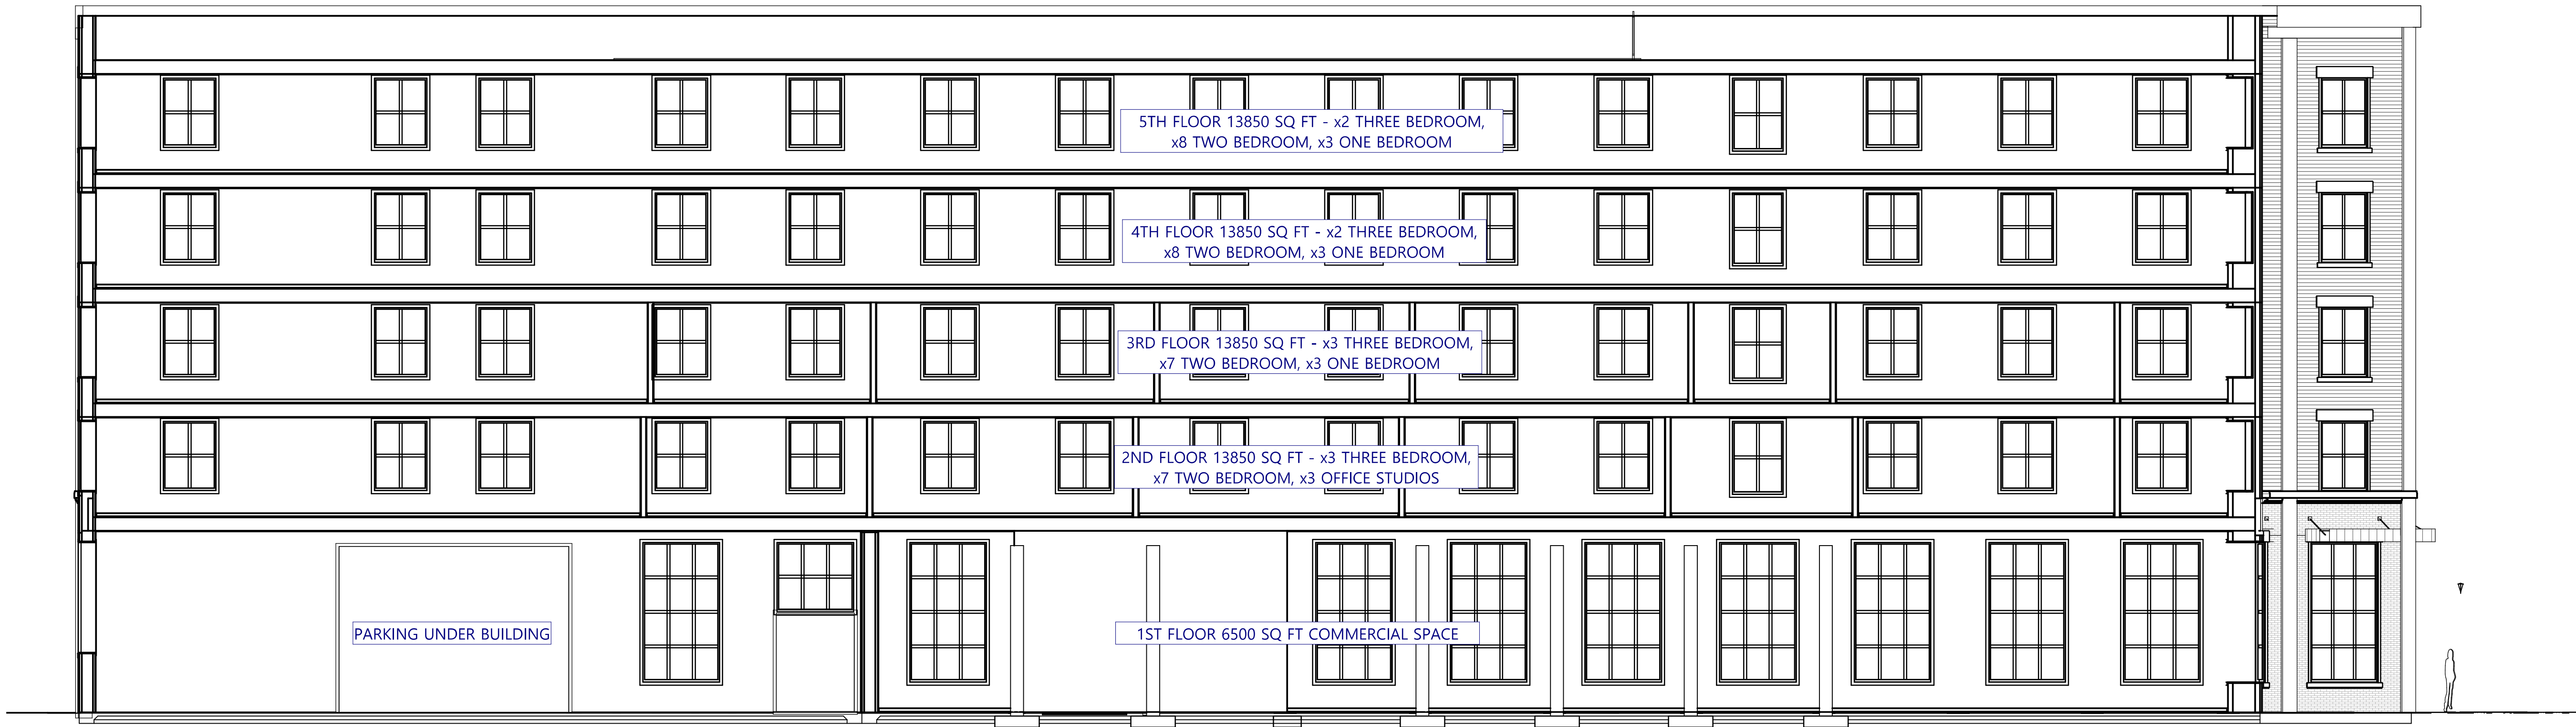 5TH FLOOR 13850 SQ FT - x2 THREE BEDROOM,
x8 TWO BEDROOM, x3 ONE BEDROOM
4TH FLOOR 13850 SQ FT - x2 THREE BEDROOM,
x8 TWO BEDROOM, x3 ONE BEDROOM
3RD FLOOR 13850 SQ FT - x3 THREE BEDROOM,
x7 TWO BEDROOM, x3 ONE BEDROOM
2ND FLOOR 13850 SQ FT - x3 THREE BEDROOM,
x7 TWO BEDROOM, x3 OFFICE STUDIOS
PARKING UNDER BUILDING
1ST FLOOR 6500 SQ FT COMMERCIAL SPACE